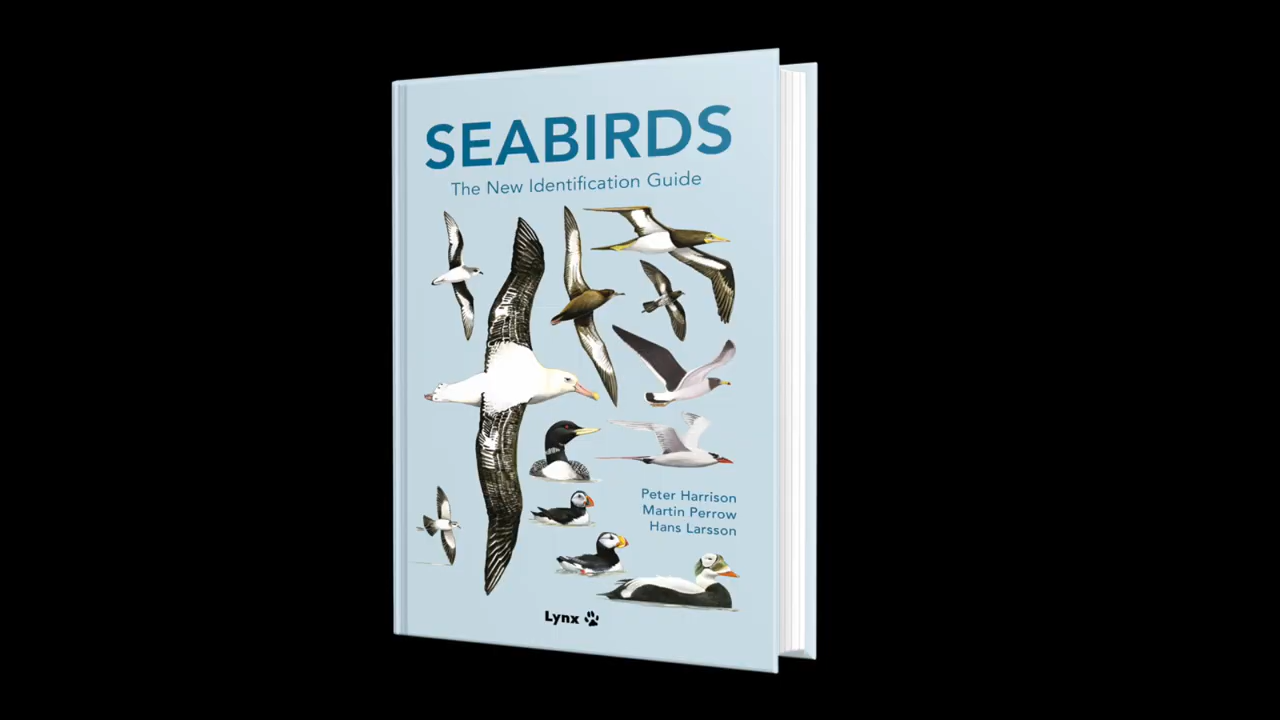 SEABIRDS
The New Identification Guide
Peter Harrison
Martin Perrow
Hans Larsson
Lynx